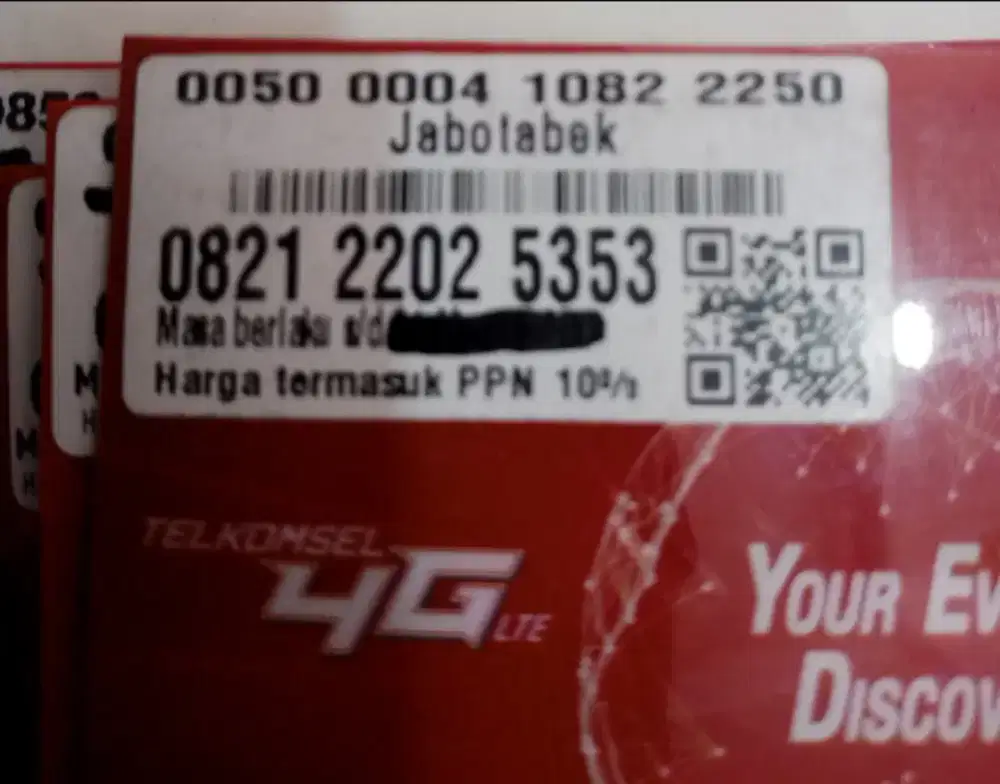 0050 0004 1082 2250
Jabotabek
0821 2202 5353
Masa berlaku s/d
Harga termasuk PPN 10%
TELKOMSEL
4G LTE
YOUR EV
DISCOV